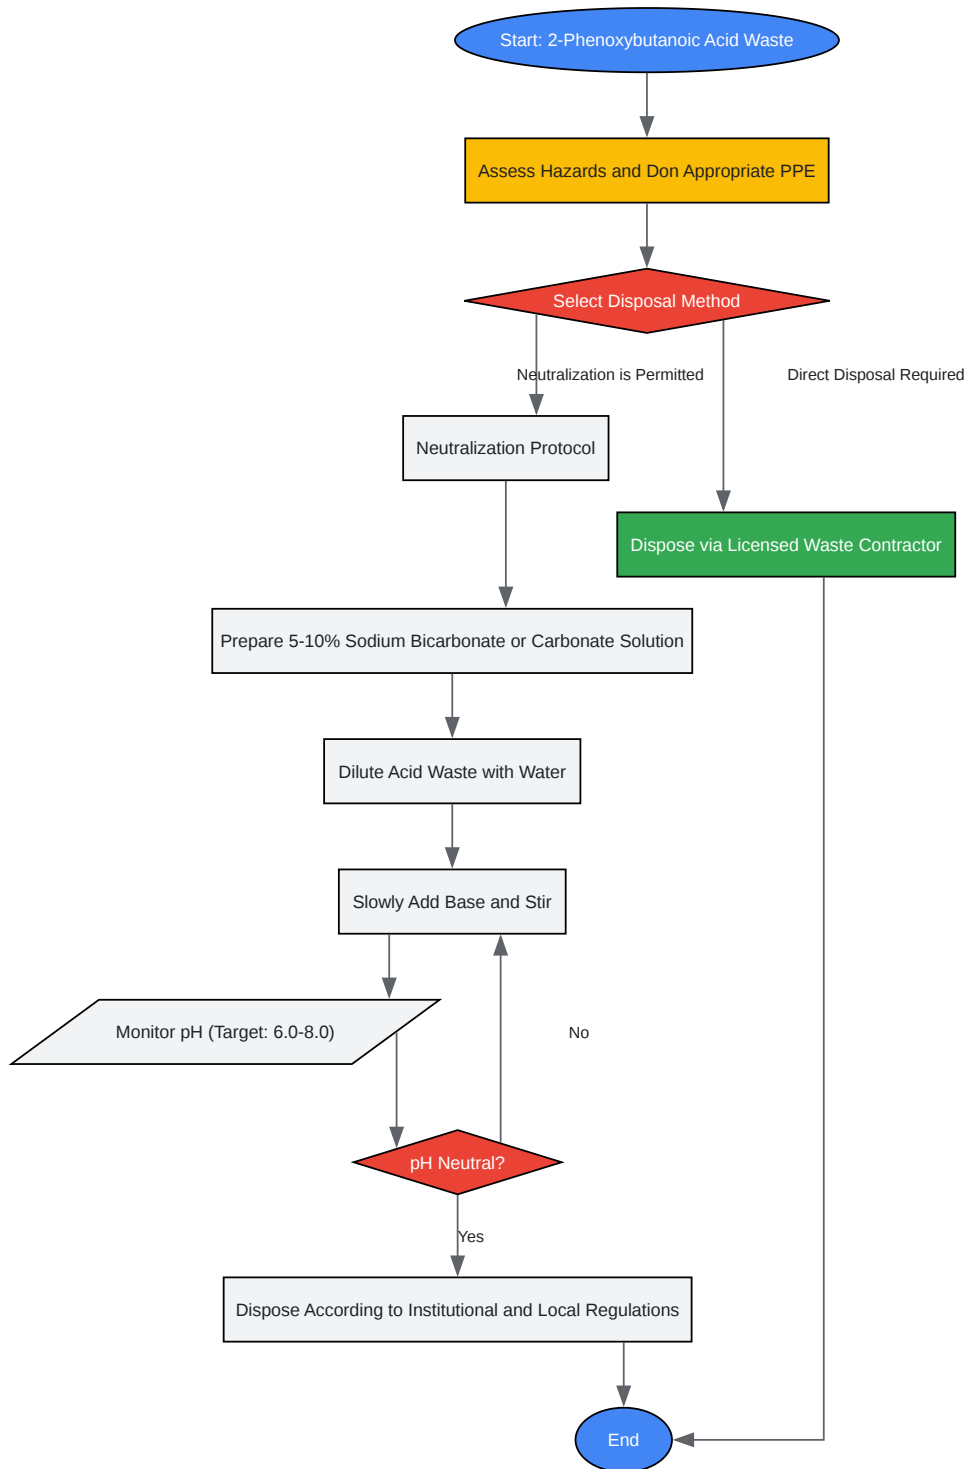 Start: 2-Phenoxybutanoic Acid Waste
Assess Hazards and Don Appropriate PPE
Select Disposal Method
Neutralization is Permitted
Direct Disposal Required
Neutralization Protocol
Dispose via Licensed Waste Contractor
Prepare 5-10% Sodium Bicarbonate or Carbonate Solution
Dilute Acid Waste with Water
Slowly Add Base and Stir
Monitor pH (Target: 6.0-8.0)
No
pH Neutral?
Yes
Dispose According to Institutional and Local Regulations
End